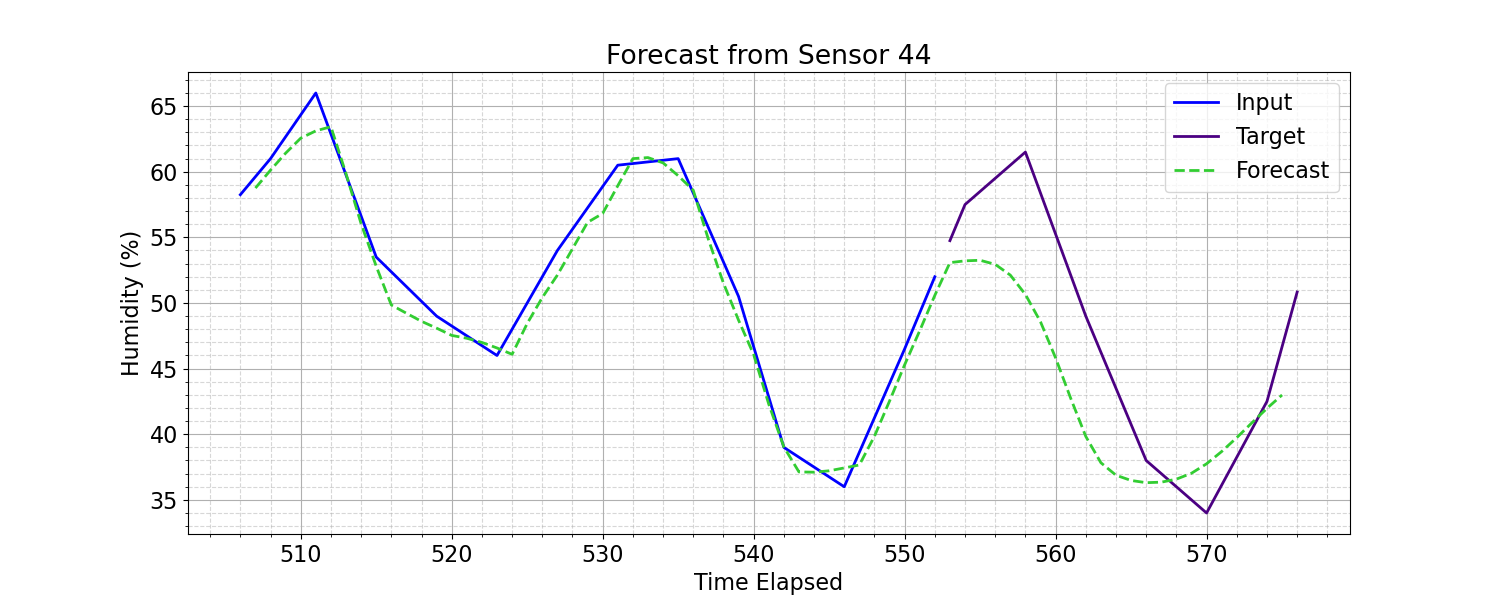 Forecast from Sensor 44
Input
Target
Forecast
Humidity (%)
65
60
55
50
45
40
35
510 520 530 540 550 560 570
Time Elapsed